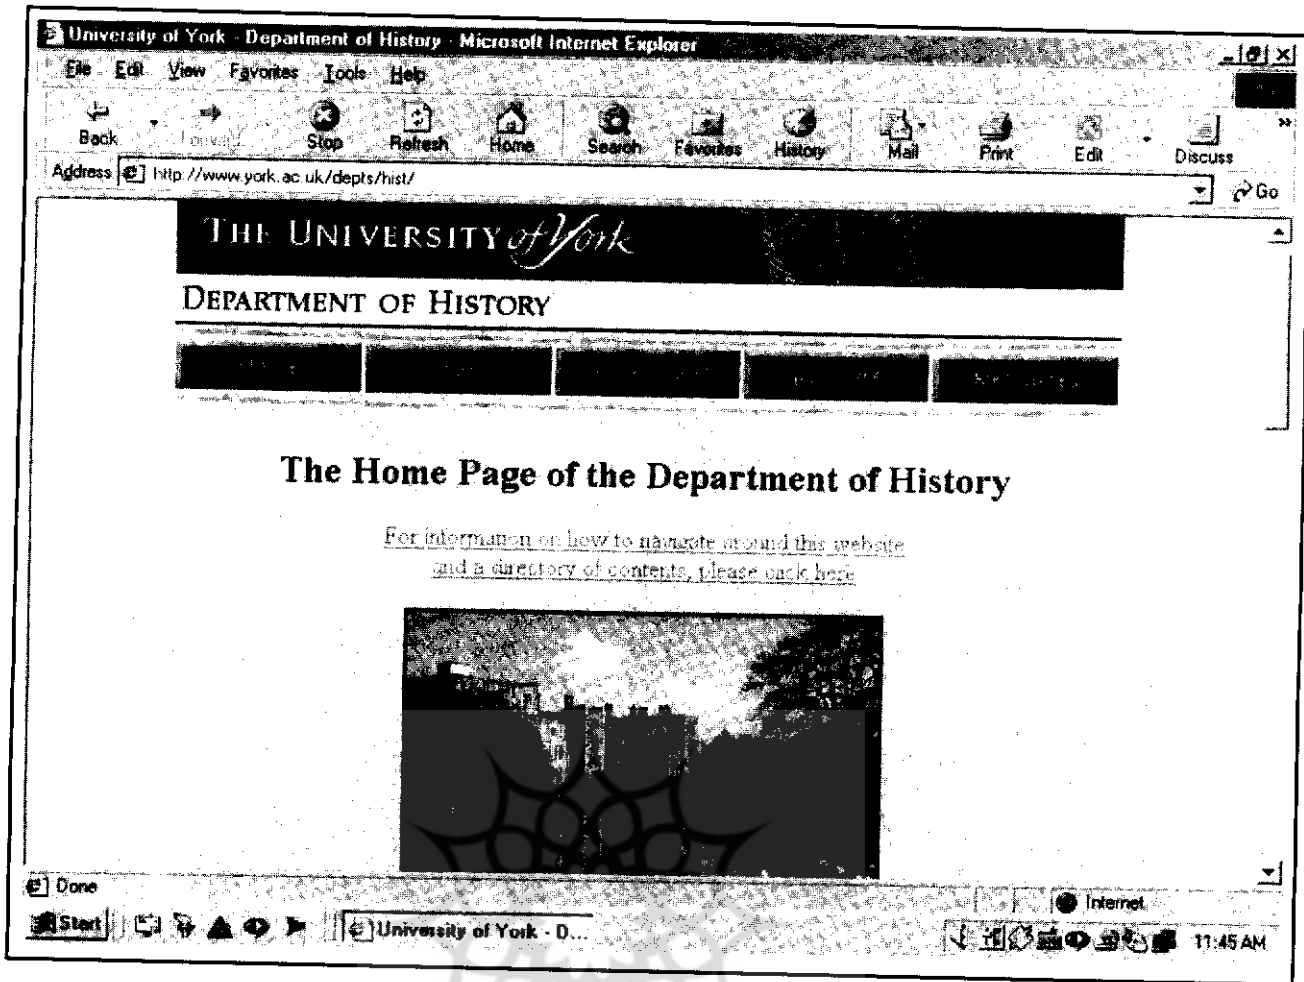 University of York - Department of History - Microsoft Internet Explorer
File Edit View Favorites Tools Help
Back Forward Stop Refresh Home Search Favorites History Mail Print Edit Discuss
Address http://www.york.ac.uk/depts/hist/ Go
THE UNIVERSITY of York
DEPARTMENT OF HISTORY
The Home Page of the Department of History
For information on how to navigate around this website
and a directory of contents, please click here
Done Internet
Start University of York - D... 11:45 AM